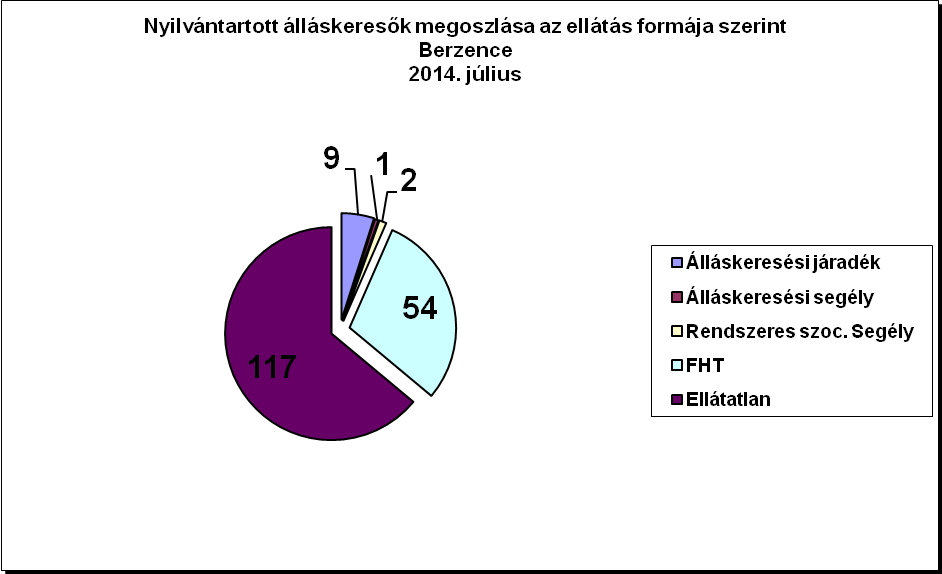 Nyilvántartott álláskeresők megoszlása az ellátás formája szerint
Berzence
2014. július
9
1
2
54
117
Álláskeresési járadék
Álláskeresési segély
Rendszeres szoc. Segély
FHT
Ellátatlan